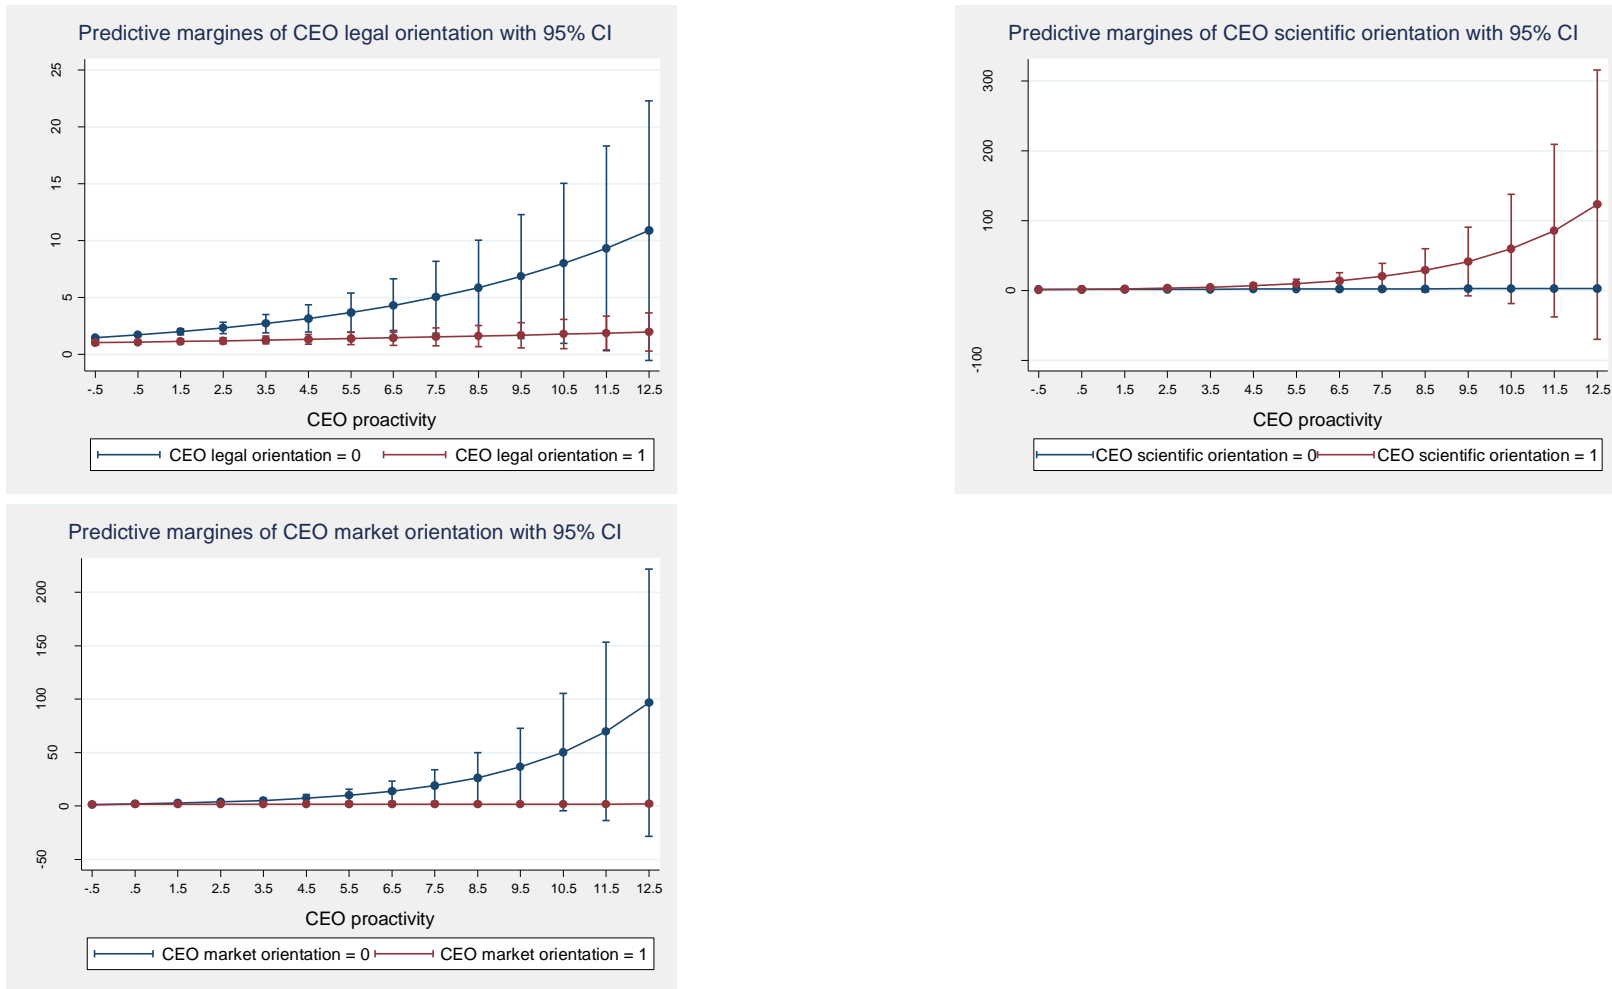 Predictive margines of CEO legal orientation with 95% CI
25
20
15
10
5
0
-.5 .5 1.5 2.5 3.5 4.5 5.5 6.5 7.5 8.5 9.5 10.5 11.5 12.5
CEO proactivity
CEO legal orientation = 0 CEO legal orientation = 1
Predictive margines of CEO scientific orientation with 95% CI
300
200
100
0
-100
-.5 .5 1.5 2.5 3.5 4.5 5.5 6.5 7.5 8.5 9.5 10.5 11.5 12.5
CEO proactivity
CEO scientific orientation = 0 CEO scientific orientation = 1
Predictive margines of CEO market orientation with 95% CI
200
150
100
50
0
-50
-.5 .5 1.5 2.5 3.5 4.5 5.5 6.5 7.5 8.5 9.5 10.5 11.5 12.5
CEO proactivity
CEO market orientation = 0 CEO market orientation = 1